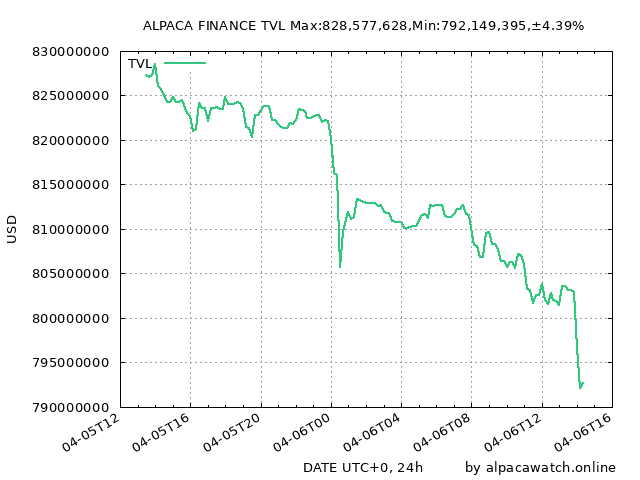 ALPACA FINANCE TVL Max:828,577,628,Min:792,149,395,±4.39%
830000000
TVL
825000000
820000000
815000000
USD
810000000
805000000
800000000
795000000
790000000
04-05T12
04-05T16
04-05T20
04-06T00
04-06T04
04-06T08
04-06T12
04-06T16
DATE UTC+0, 24h
by alpacawatch.online